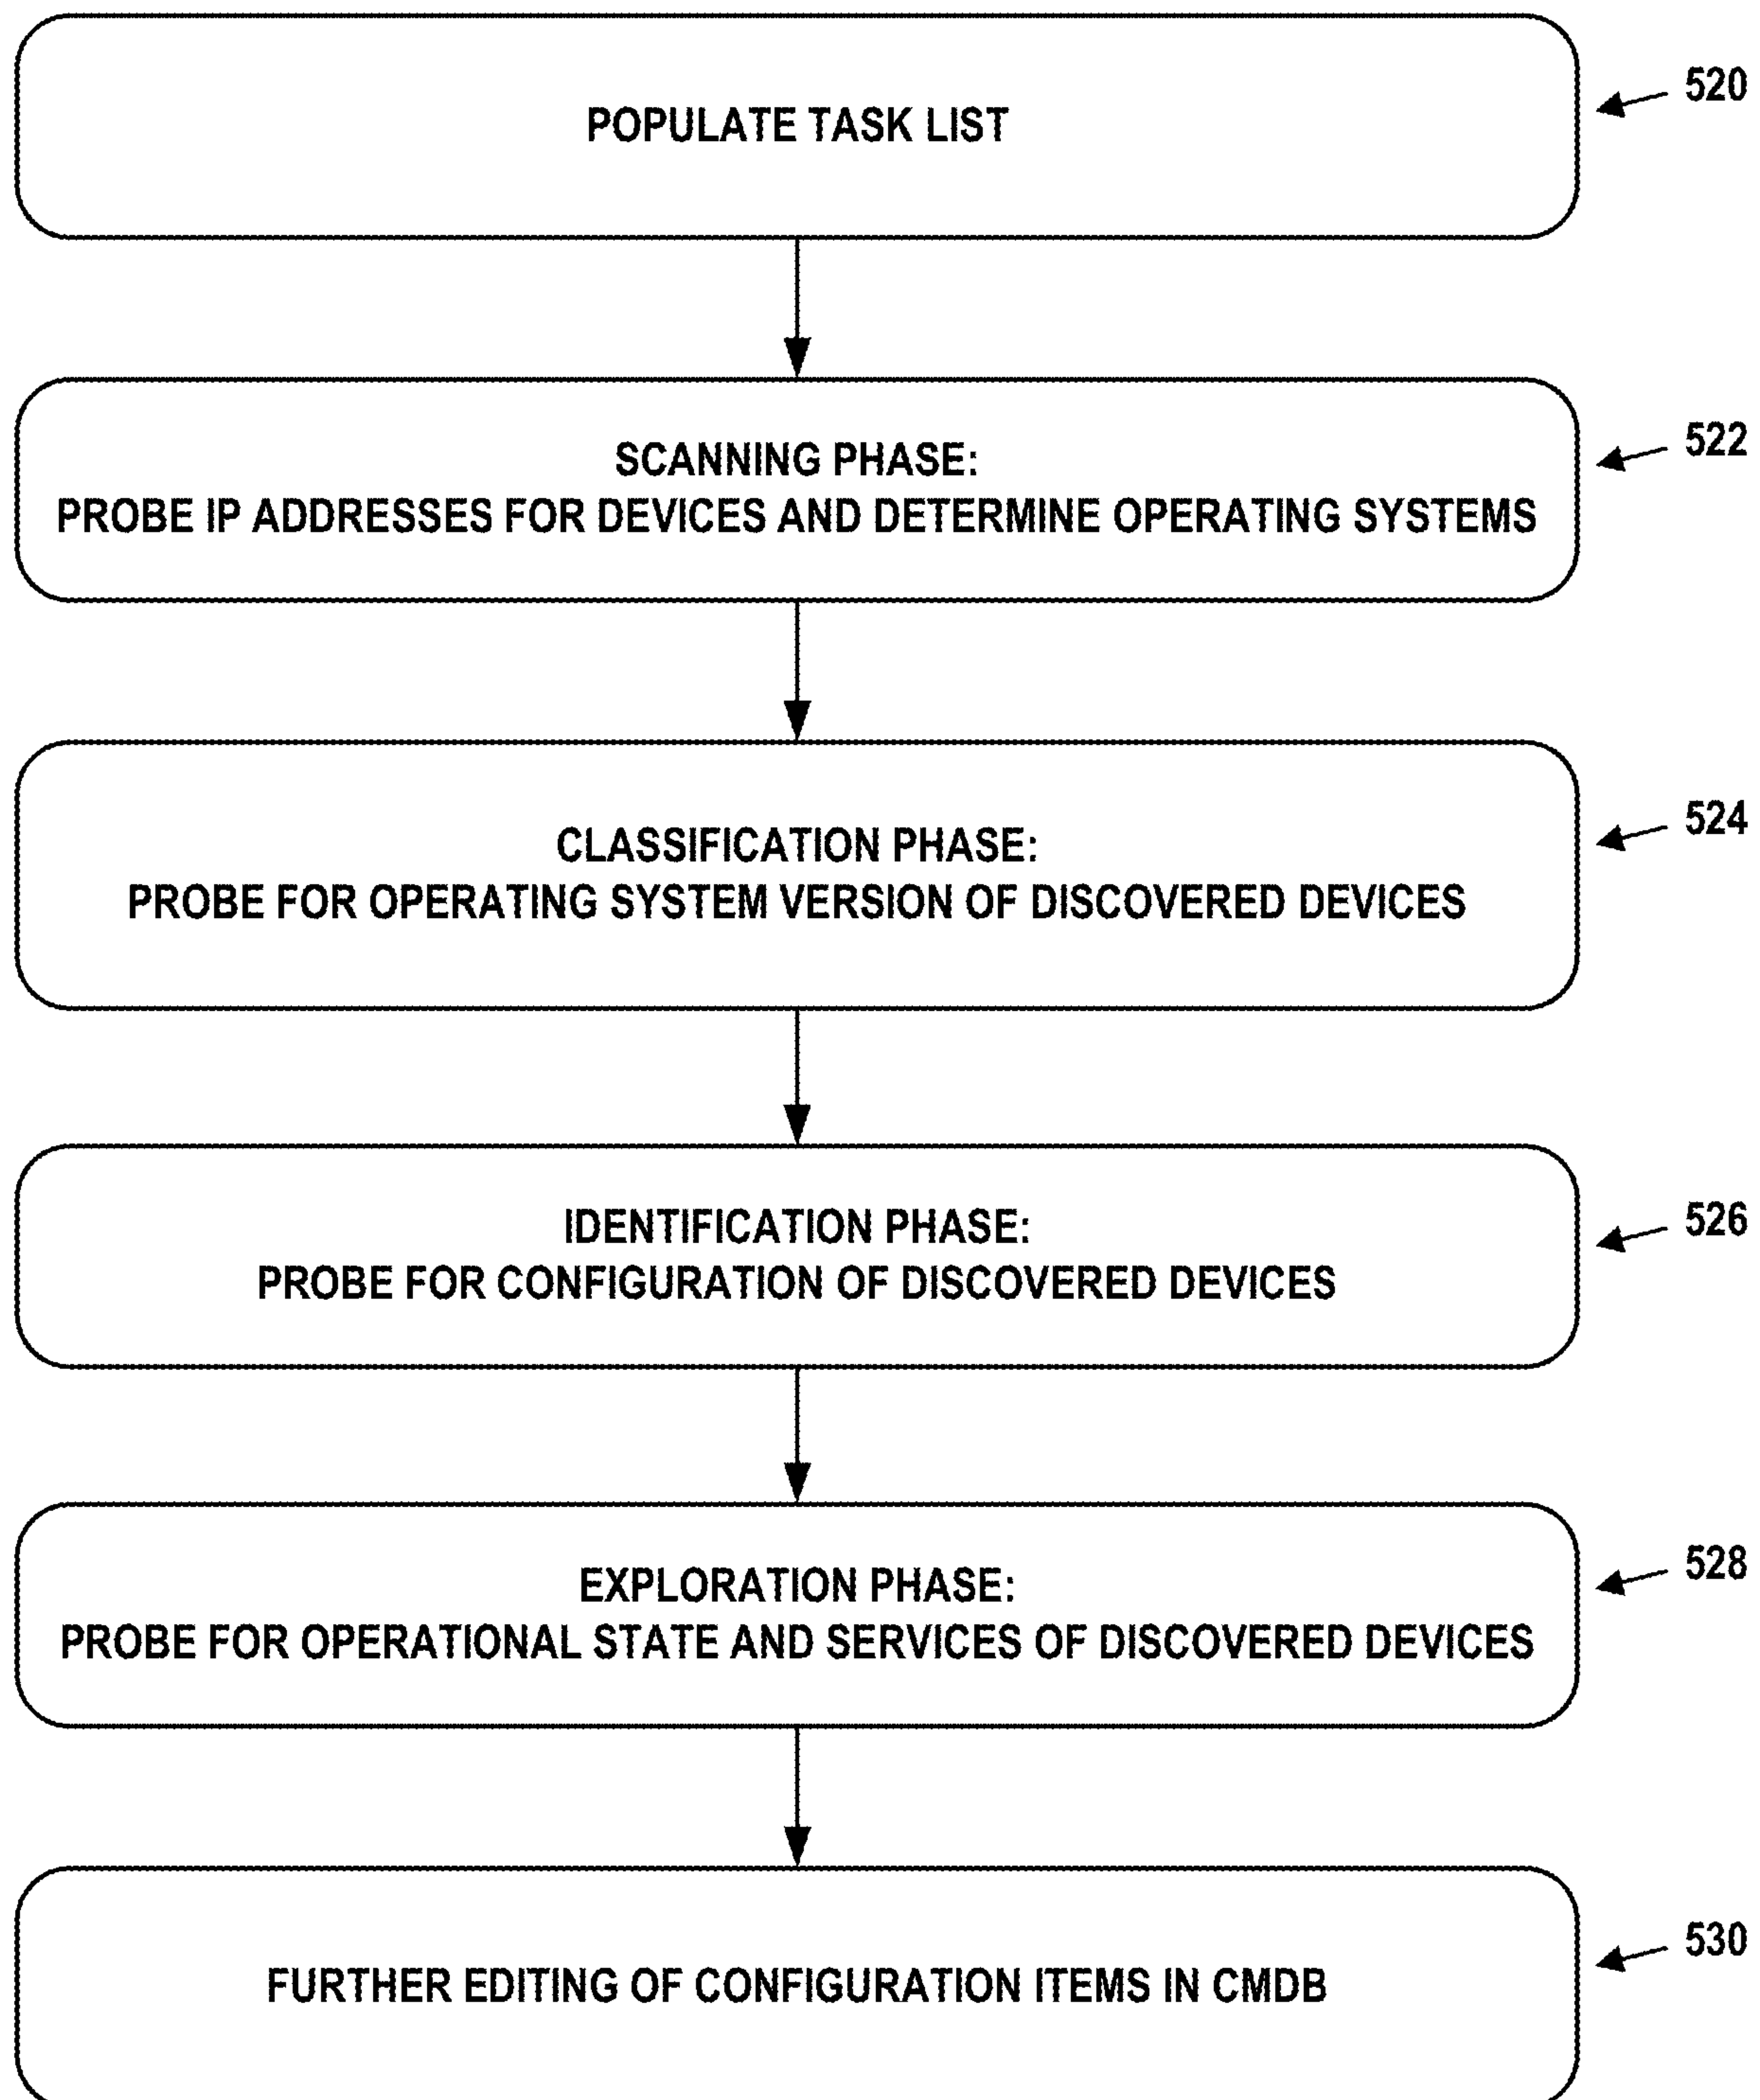 POPULATE TASK LIST
520
SCANNING PHASE:
PROBE IP ADDRESSES FOR DEVICES AND DETERMINE OPERATING SYSTEMS
522
CLASSIFICATION PHASE:
PROBE FOR OPERATING SYSTEM VERSION OF DISCOVERED DEVICES
524
IDENTIFICATION PHASE:
PROBE FOR CONFIGURATION OF DISCOVERED DEVICES
526
EXPLORATION PHASE:
PROBE FOR OPERATIONAL STATE AND SERVICES OF DISCOVERED DEVICES
528
FURTHER EDITING OF CONFIGURATION ITEMS IN CMDB
530